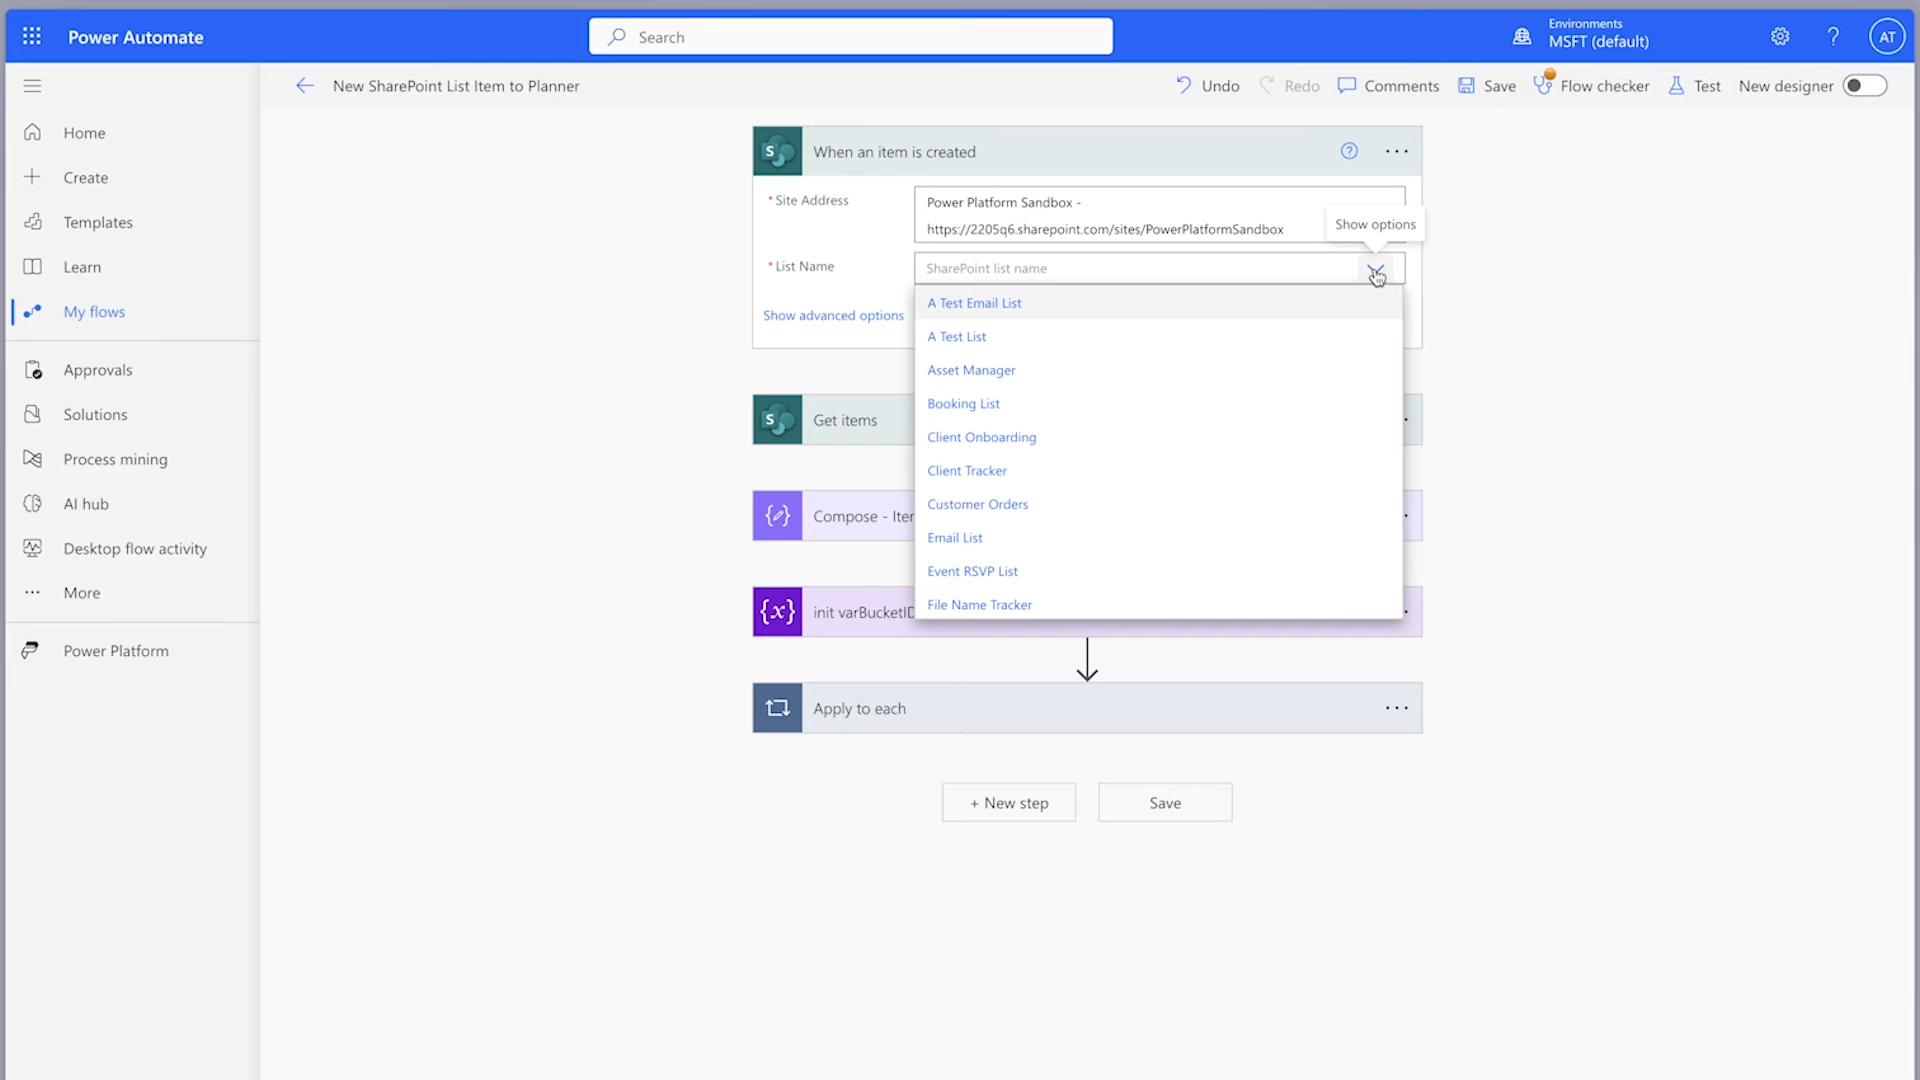 Power Automate
Search
Environments
MSFT (default)
AT
New SharePoint List Item to Planner
Undo
Redo
Comments
Save
Flow checker
Test
New designer
Home
Create
Templates
Learn
My flows
Approvals
Solutions
Process mining
AI hub
Desktop flow activity
More
Power Platform
When an item is created
* Site Address
Power Platform Sandbox -
https://2205q6.sharepoint.com/sites/PowerPlatformSandbox
Show options
* List Name
SharePoint list name
Show advanced options
A Test Email List
A Test List
Asset Manager
Booking List
Client Onboarding
Client Tracker
Customer Orders
Email List
Event RSVP List
File Name Tracker
Get items
Compose - Iter
init varBucketID
Apply to each
+ New step
Save